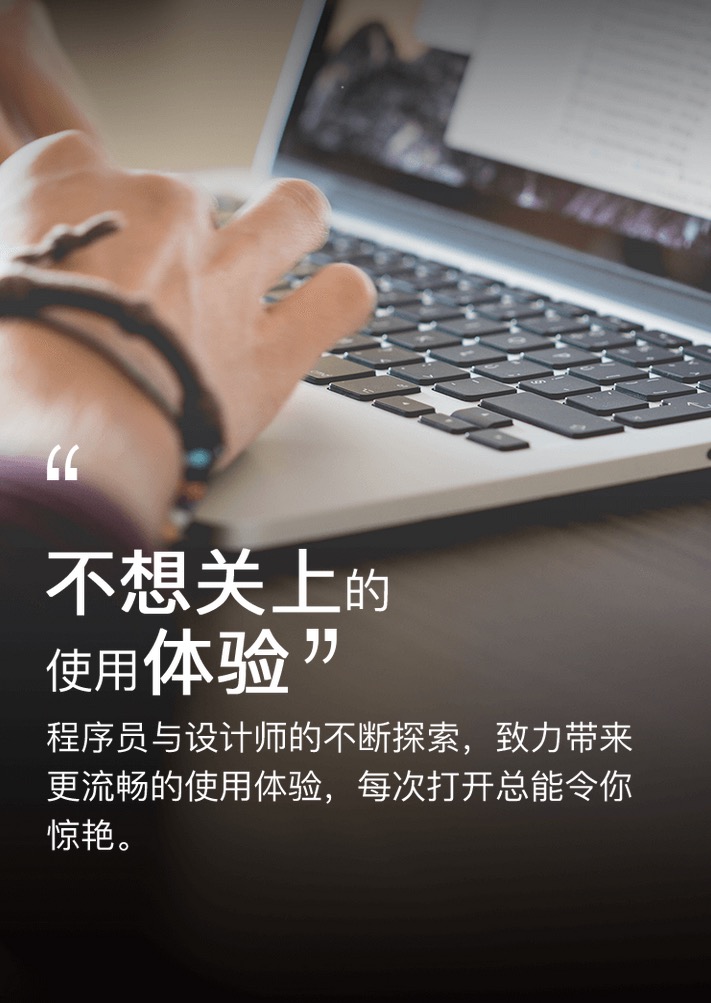 “
不想关上的
使用体验”
程序员与设计师的不断探索，致力带来
更流畅的使用体验，每次打开总能令你
惊艳。